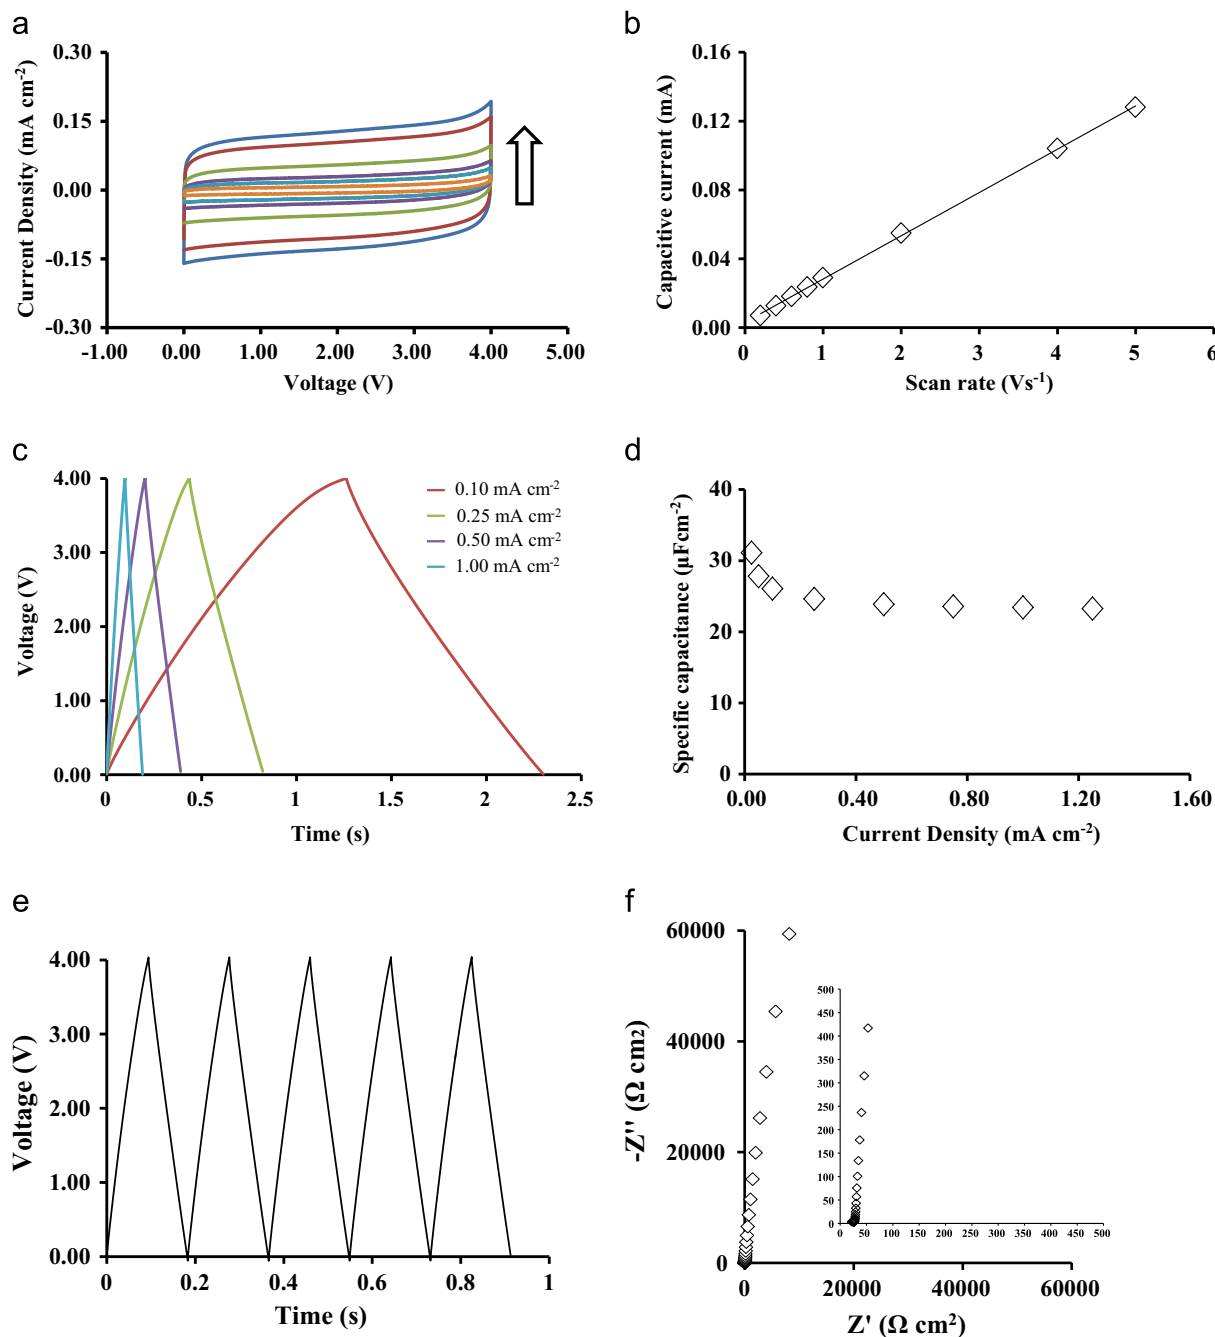 a
0.30
0.15
0.00
-0.15
-0.30
-1.00 0.00 1.00 2.00 3.00 4.00 5.00
Current Density (mA cm-2)
Voltage (V)
b
0.16
0.12
0.08
0.04
0.00
0 1 2 3 4 5 6
Capacitive current (mA)
Scan rate (Vs-1)
c
4.00
3.00
2.00
1.00
0.00
0 0.5 1 1.5 2 2.5
Voltage (V)
Time (s)
0.10 mA cm-2
0.25 mA cm-2
0.50 mA cm-2
1.00 mA cm-2
d
40
30
20
10
0
0.00 0.40 0.80 1.20 1.60
Specific capacitance (µFcm-2)
Current Density (mA cm-2)
e
4.00
3.00
2.00
1.00
0.00
0 0.2 0.4 0.6 0.8 1
Voltage (V)
Time (s)
f
60000
40000
20000
0
0 20000 40000 60000
-Z'' (Ω cm2)
Z' (Ω cm2)
500
450
400
350
300
250
200
150
100
50
0
0 50 100 150 200 250 300 350 400 450 500